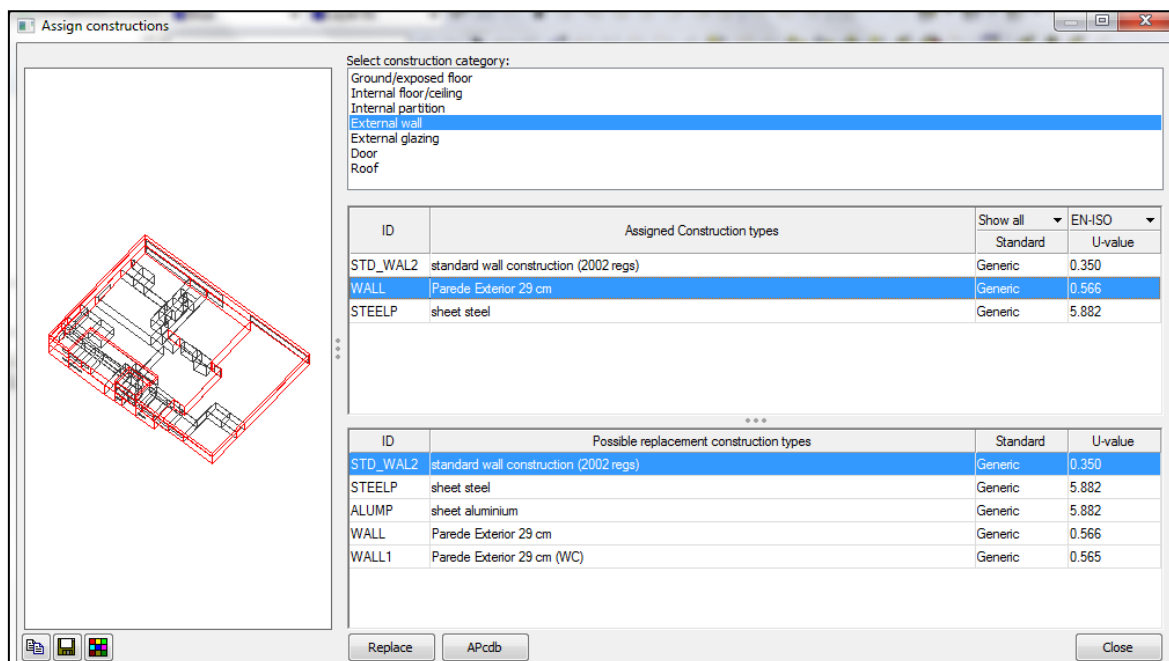 Assign constructions
Select construction category:
Ground/exposed floor
Internal floor/ceiling
Internal partition
External wall
External glazing
Door
Roof
ID Assigned Construction types Show all EN-ISO
Standard U-value
STD_WAL2 standard wall construction (2002 regs) Generic 0.350
WALL Parede Exterior 29 cm Generic 0.566
STEELP sheet steel Generic 5.882
ID Possible replacement construction types Standard U-value
STD_WAL2 standard wall construction (2002 regs) Generic 0.350
STEELP sheet steel Generic 5.882
ALUMP sheet aluminium Generic 5.882
WALL Parede Exterior 29 cm Generic 0.566
WALL1 Parede Exterior 29 cm (WC) Generic 0.565
Replace APcdb Close